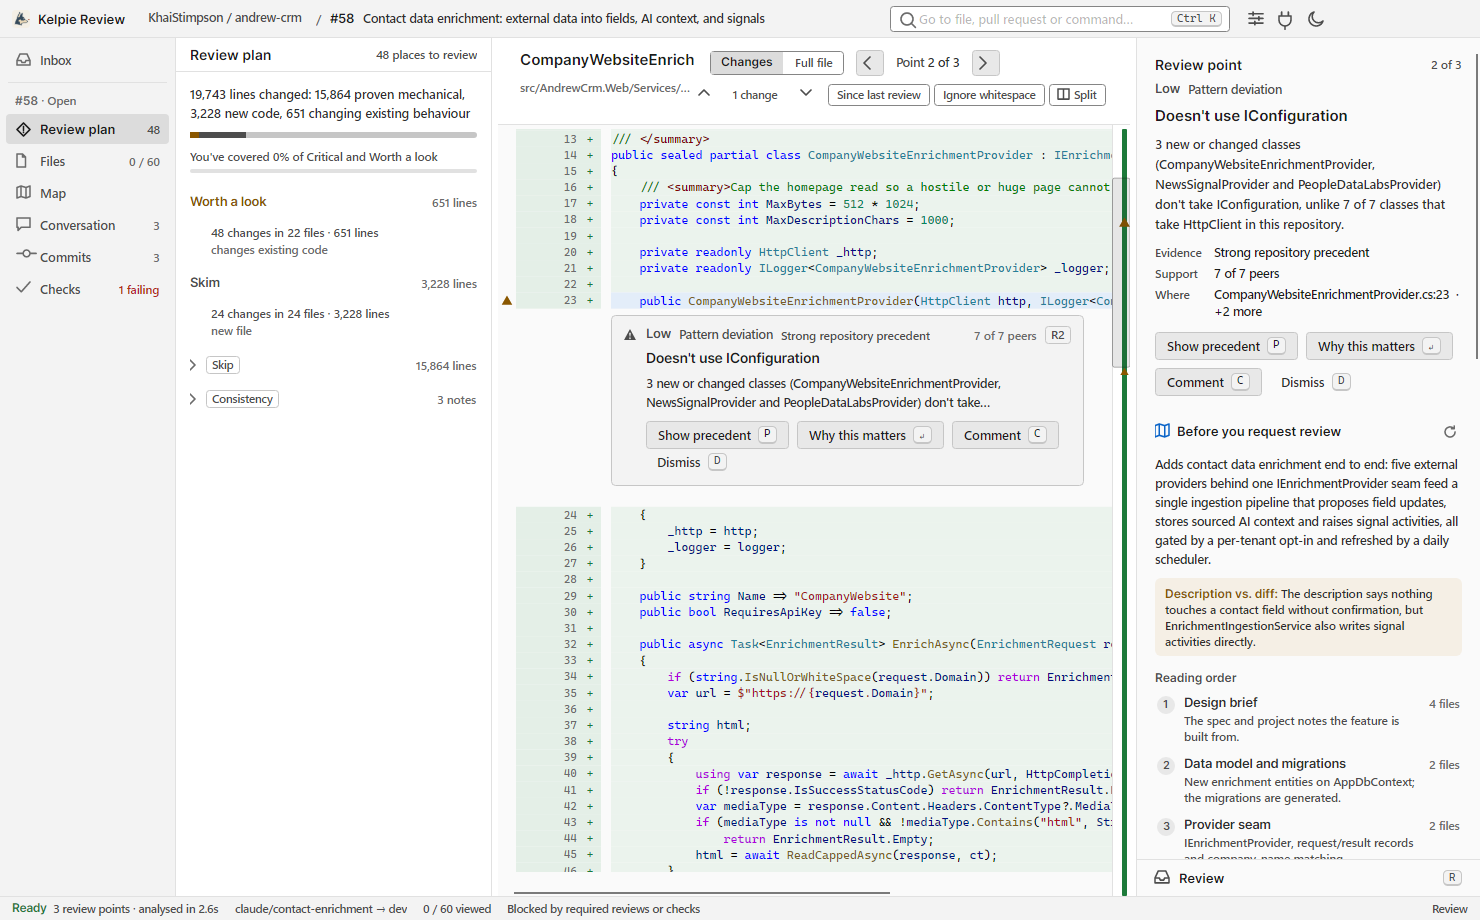 Kelpie Review
KhaiStimpson / andrew-crm / #58 Contact data enrichment: external data into fields, AI context, and signals
Go to file, pull request or command... Ctrl K
Inbox
#58 · Open
Review plan 48
Files 0 / 60
Map
Conversation 3
Commits 3
Checks 1 failing
Review plan 48 places to review
19,743 lines changed: 15,864 proven mechanical,
3,228 new code, 651 changing existing behaviour
You've covered 0% of Critical and Worth a look
Worth a look 651 lines
48 changes in 22 files · 651 lines
changes existing code
Skim 3,228 lines
24 changes in 24 files · 3,228 lines
new file
Skip 15,864 lines
Consistency 3 notes
CompanyWebsiteEnrich Changes Full file Point 2 of 3
src/AndrewCrm.Web/Services/... 1 change Since last review Ignore whitespace Split
13 + /// </summary>
14 + public sealed partial class CompanyWebsiteEnrichmentProvider : IEnrichm
15 + {
16 + /// <summary>Cap the homepage read so a hostile or huge page cannot
17 + private const int MaxBytes = 512 * 1024;
18 + private const int MaxDescriptionChars = 1000;
19 +
20 + private readonly HttpClient _http;
21 + private readonly ILogger<CompanyWebsiteEnrichmentProvider> _logger;
22 +
23 + public CompanyWebsiteEnrichmentProvider(HttpClient http, ILogger<Co
Low Pattern deviation Strong repository precedent 7 of 7 peers R2
Doesn't use IConfiguration
3 new or changed classes (CompanyWebsiteEnrichmentProvider,
NewsSignalProvider and PeopleDataLabsProvider) don't take...
Show precedent P Why this matters ↵ Comment C
Dismiss D
24 + {
25 + _http = http;
26 + _logger = logger;
27 + }
28 +
29 + public string Name => "CompanyWebsite";
30 + public bool RequiresApiKey => false;
31 +
32 + public async Task<EnrichmentResult> EnrichAsync(EnrichmentRequest re
33 + {
34 + if (string.IsNullOrWhiteSpace(request.Domain)) return Enrichment
35 + var url = $"https://{request.Domain}";
36 +
37 + string html;
38 + try
39 + {
40 + using var response = await _http.GetAsync(url, HttpCompletio
41 + if (!response.IsSuccessStatusCode) return EnrichmentResult.
42 + var mediaType = response.Content.Headers.ContentType?.Media
43 + if (mediaType is not null && !mediaType.Contains("html", Str
44 + return EnrichmentResult.Empty;
45 + html = await ReadCappedAsync(response, ct);
46 + }
Review point 2 of 3
Low Pattern deviation
Doesn't use IConfiguration
3 new or changed classes
(CompanyWebsiteEnrichmentProvider,
NewsSignalProvider and PeopleDataLabsProvider)
don't take IConfiguration, unlike 7 of 7 classes that
take HttpClient in this repository.
Evidence Strong repository precedent
Support 7 of 7 peers
Where CompanyWebsiteEnrichmentProvider.cs:23 ·
+2 more
Show precedent P Why this matters ↵
Comment C Dismiss D
Before you request review
Adds contact data enrichment end to end: five external
providers behind one IEnrichmentProvider seam feed a
single ingestion pipeline that proposes field updates,
stores sourced AI context and raises signal activities, all
gated by a per-tenant opt-in and refreshed by a daily
scheduler.
Description vs. diff: The description says nothing
touches a contact field without confirmation, but
EnrichmentIngestionService also writes signal
activities directly.
Reading order
1 Design brief 4 files
The spec and project notes the feature is
built from.
2 Data model and migrations 2 files
New enrichment entities on AppDbContext;
the migrations are generated.
3 Provider seam 2 files
IEnrichmentProvider, request/result records
and company-name matching.
Review R
Ready 3 review points · analysed in 2.6s claude/contact-enrichment → dev 0 / 60 viewed Blocked by required reviews or checks Review